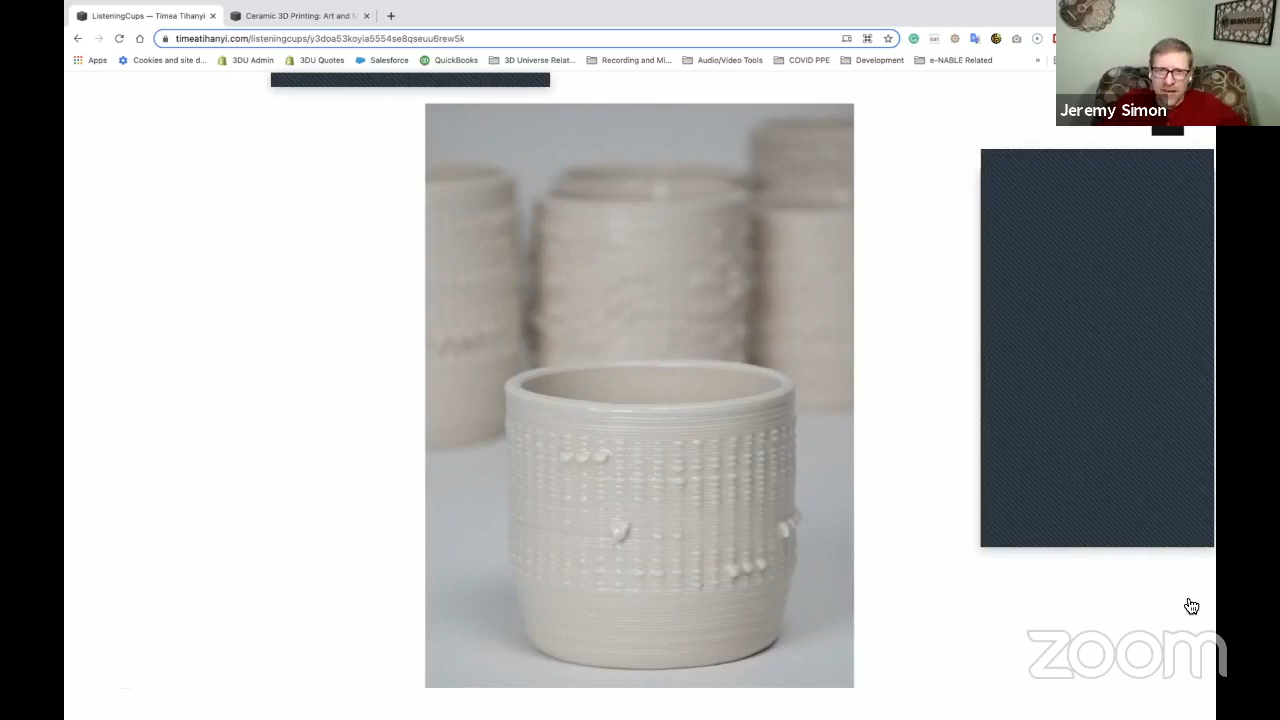 ListeningCups — Timea Tihanyi
Ceramic 3D Printing: Art and M
timeatihanyi.com/listeningcups/y3doa53koyia5554se8qseuu6rew5k
Apps
Cookies and site d...
3DU Admin
3DU Quotes
Salesforce
QuickBooks
3D Universe Relat...
Recording and Mi...
Audio/Video Tools
COVID PPE
Development
e-NABLE Related
»
3DUNIVERSE
Jeremy Simon
zoom